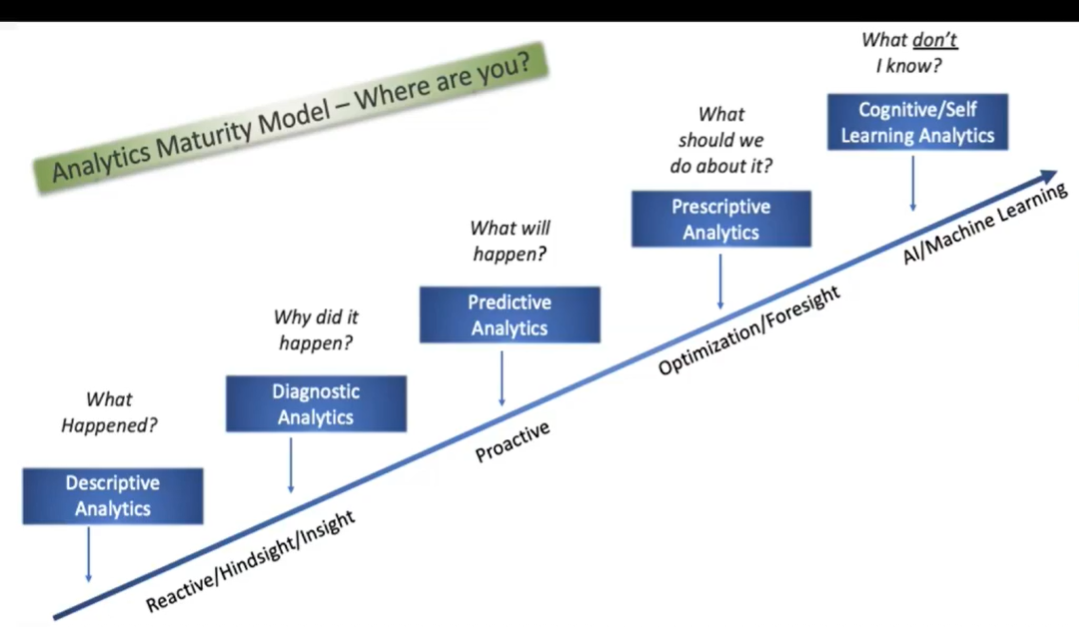 Analytics Maturity Model – Where are you?
What
Happened?
Descriptive
Analytics
Why did it
happen?
Diagnostic
Analytics
Reactive/Hindsight/Insight
What will
happen?
Predictive
Analytics
Proactive
What
should we
do about it?
Prescriptive
Analytics
Optimization/Foresight
What don't
I know?
Cognitive/Self
Learning Analytics
AI/Machine Learning